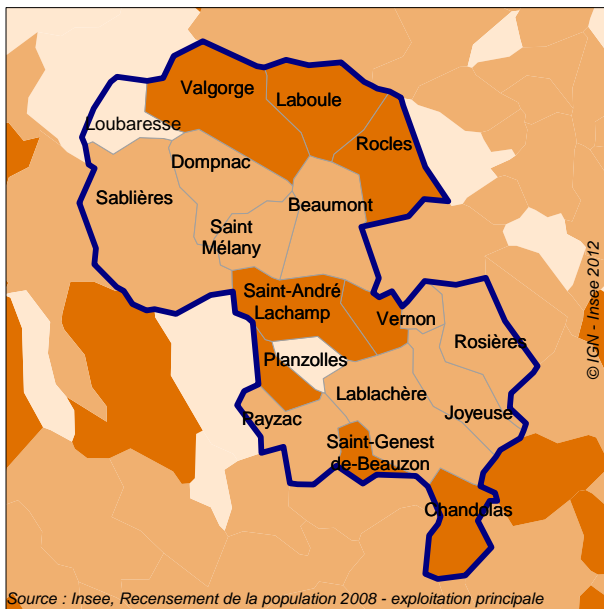 Valgorge
Laboule
Loubaresse
Rocles
Dompnac
Sablières
Beaumont
Saint
Mélany
Saint-André
Lachamp
Vernon
Rosières
Planzolles
Lablachère
Joyeuse
Payzac
Saint-Genest
de-Beauzon
Chandolas
© IGN - Insee 2012
Source : Insee, Recensement de la population 2008 - exploitation principale